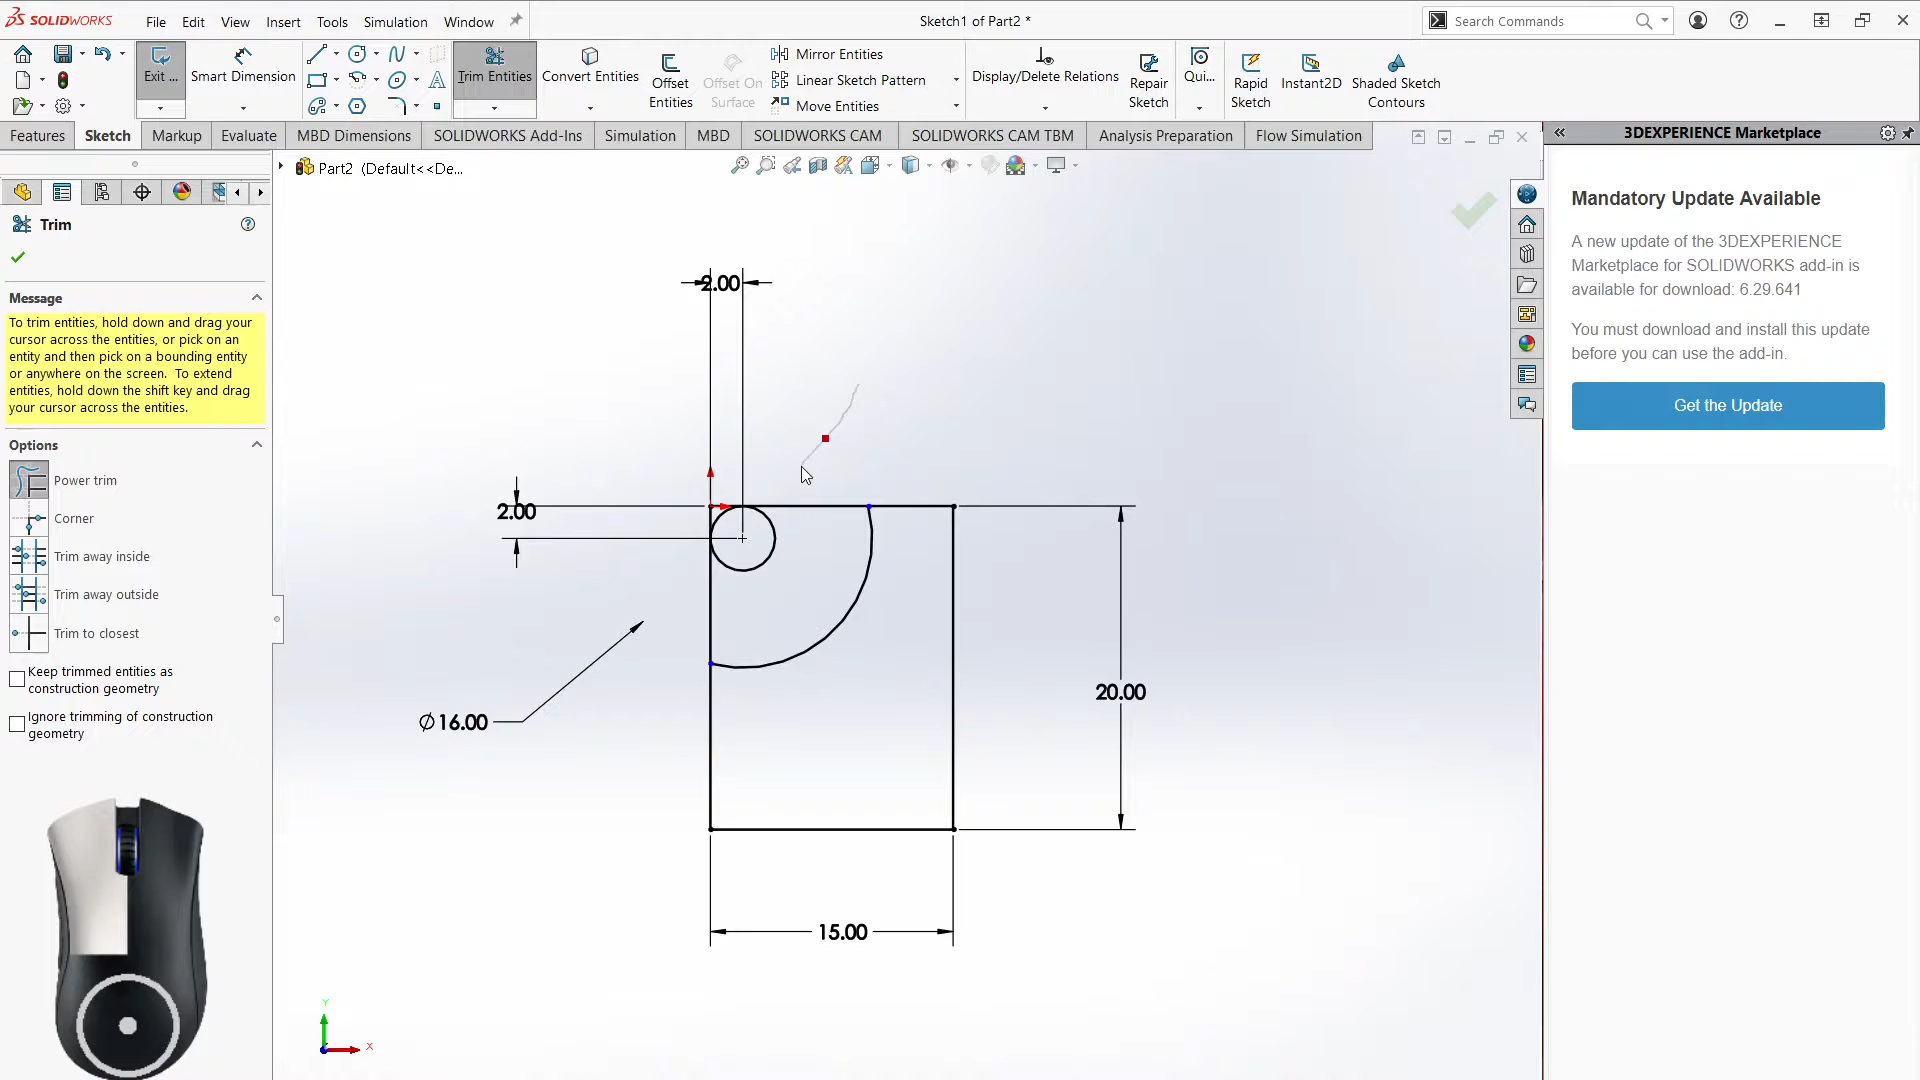 SOLIDWORKS
File Edit View Insert Tools Simulation Window
Sketch1 of Part2 *
Search Commands
Exit ...
Smart Dimension
Trim Entities
Convert Entities
Offset Entities
Offset On Surface
Mirror Entities
Linear Sketch Pattern
Move Entities
Display/Delete Relations
Repair Sketch
Qui...
Rapid Sketch
Instant2D
Shaded Sketch Contours
Features Sketch Markup Evaluate MBD Dimensions SOLIDWORKS Add-Ins Simulation MBD SOLIDWORKS CAM SOLIDWORKS CAM TBM Analysis Preparation Flow Simulation
Part2 (Default<<De...
Trim
Message
To trim entities, hold down and drag your
cursor across the entities, or pick on an
entity and then pick on a bounding entity
or anywhere on the screen. To extend
entities, hold down the shift key and drag
your cursor across the entities.
Options
Power trim
Corner
Trim away inside
Trim away outside
Trim to closest
Keep trimmed entities as
construction geometry
Ignore trimming of construction
geometry
2.00
2.00
Ø16.00
20.00
15.00
Y
X
3DEXPERIENCE Marketplace
Mandatory Update Available
A new update of the 3DEXPERIENCE
Marketplace for SOLIDWORKS add-in is
available for download: 6.29.641
You must download and install this update
before you can use the add-in.
Get the Update